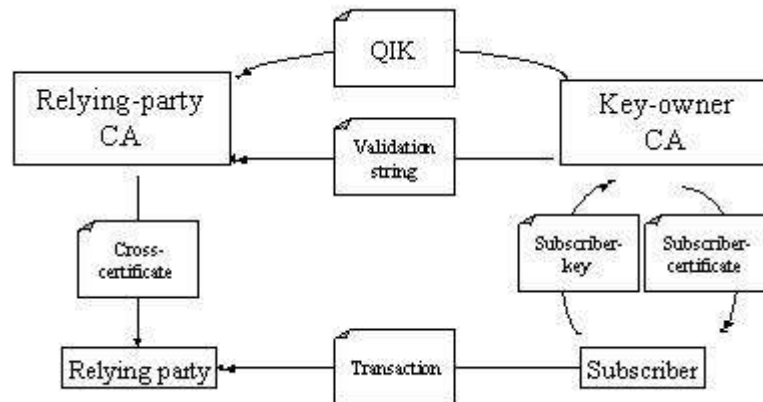 QIK
Relying-party
CA
Key-owner
CA
Validation
string
Cross-
certificate
Subscriber-
key
Subscriber-
certificate
Relying party
Transaction
Subscriber